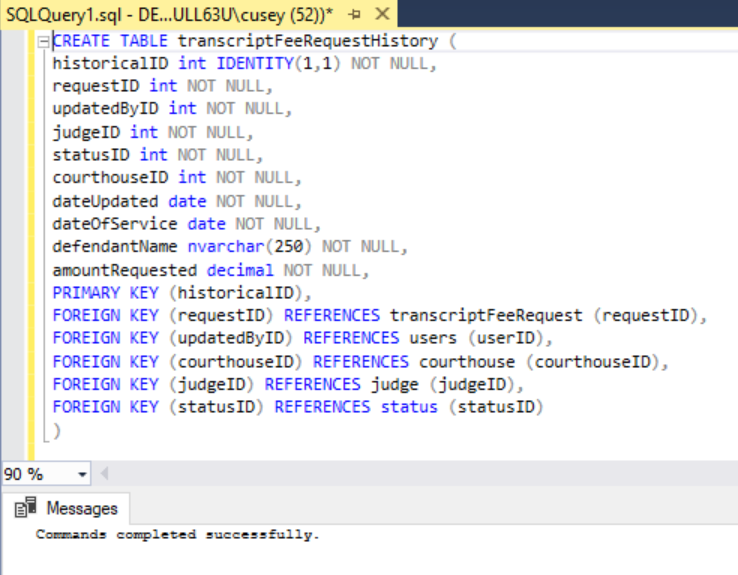 SQLQuery1.sql - DE...ULL63U\cusey (52))*
CREATE TABLE transcriptFeeRequestHistory (
historicalID int IDENTITY(1,1) NOT NULL,
requestID int NOT NULL,
updatedByID int NOT NULL,
judgeID int NOT NULL,
statusID int NOT NULL,
courthouseID int NOT NULL,
dateUpdated date NOT NULL,
dateOfService date NOT NULL,
defendantName nvarchar(250) NOT NULL,
amountRequested decimal NOT NULL,
PRIMARY KEY (historicalID),
FOREIGN KEY (requestID) REFERENCES transcriptFeeRequest (requestID),
FOREIGN KEY (updatedByID) REFERENCES users (userID),
FOREIGN KEY (courthouseID) REFERENCES courthouse (courthouseID),
FOREIGN KEY (judgeID) REFERENCES judge (judgeID),
FOREIGN KEY (statusID) REFERENCES status (statusID)
)
90 %
Messages
Commands completed successfully.